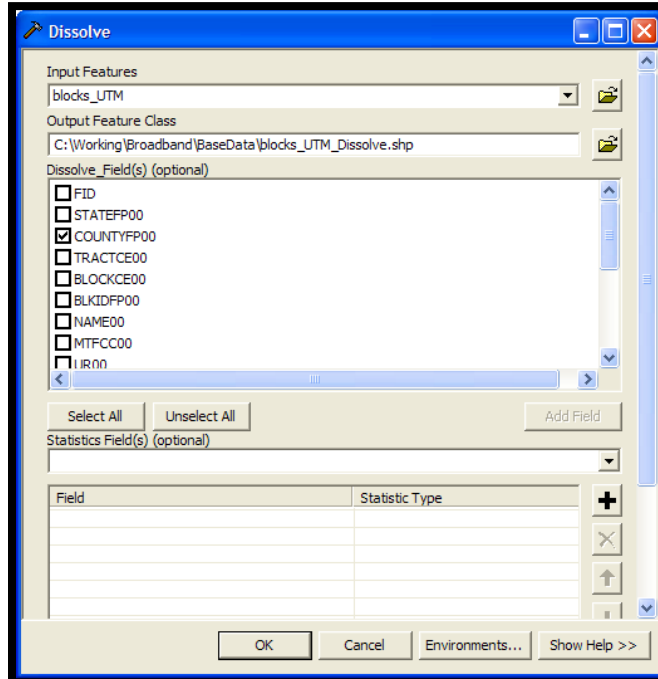 Dissolve
Input Features
blocks_UTM
Output Feature Class
C:\Working\Broadband\BaseData\blocks_UTM_Dissolve.shp
Dissolve_Field(s) (optional)
FID
STATEFP00
COUNTYFP00
TRACTCE00
BLOCKCE00
BLKIDFP00
NAME00
MTFCC00
UR00
Select All Unselect All Add Field
Statistics Field(s) (optional)
Field Statistic Type
OK Cancel Environments... Show Help >>